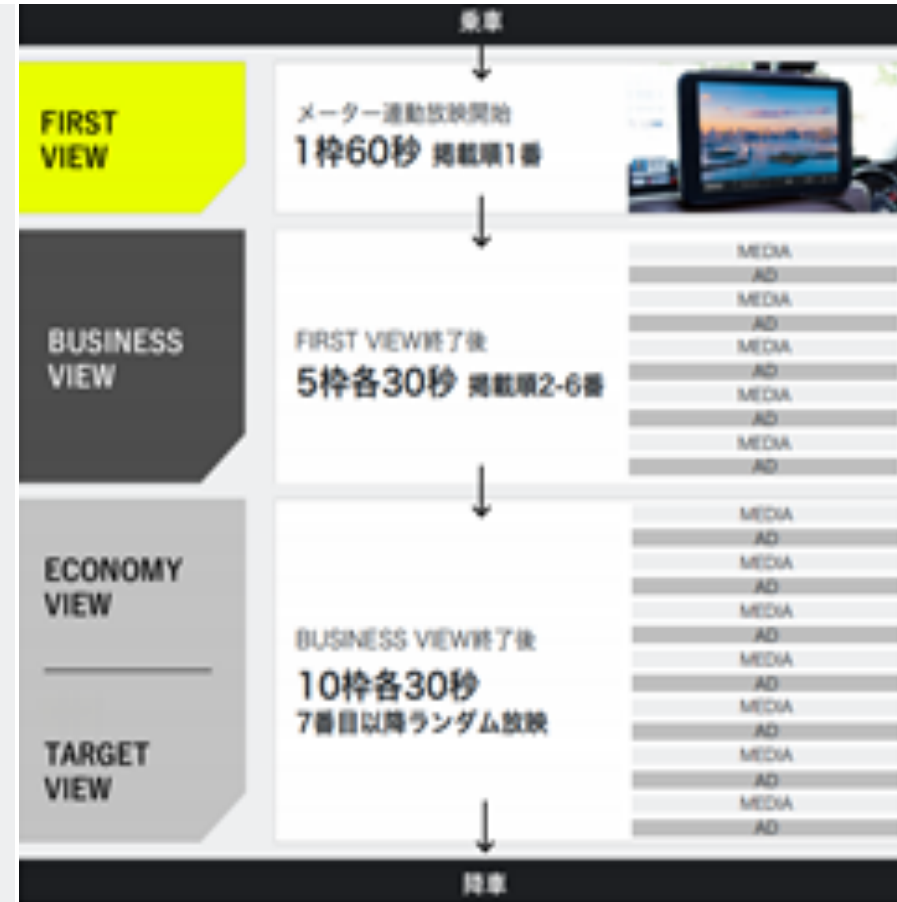 乗車
FIRST
VIEW
メーター連動放映開始
1枠60秒 掲載順1番
BUSINESS
VIEW
FIRST VIEW終了後
5枠各30秒 掲載順2-6番
MEDIA
AD
MEDIA
AD
MEDIA
AD
MEDIA
AD
MEDIA
AD
ECONOMY
VIEW
TARGET
VIEW
BUSINESS VIEW終了後
10枠各30秒
7番目以降ランダム放映
MEDIA
AD
MEDIA
AD
MEDIA
AD
MEDIA
AD
MEDIA
AD
MEDIA
AD
MEDIA
AD
降車